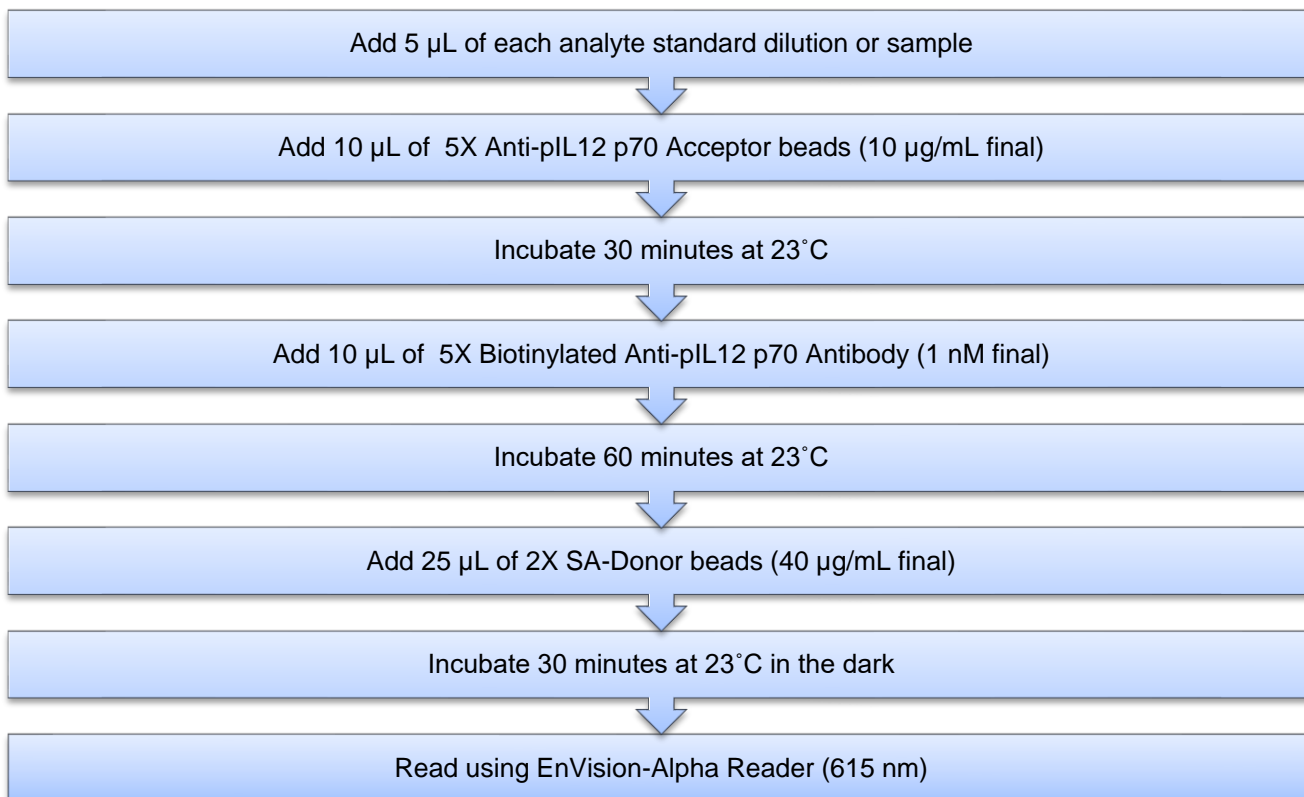 Add 5 µL of each analyte standard dilution or sample
Add 10 µL of 5X Anti-pIL12 p70 Acceptor beads (10 µg/mL final)
Incubate 30 minutes at 23˚C
Add 10 µL of 5X Biotinylated Anti-pIL12 p70 Antibody (1 nM final)
Incubate 60 minutes at 23˚C
Add 25 µL of 2X SA-Donor beads (40 µg/mL final)
Incubate 30 minutes at 23˚C in the dark
Read using EnVision-Alpha Reader (615 nm)